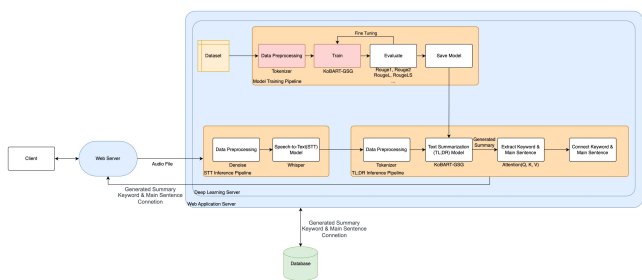 Fine Tuning
Dataset
Data Preprocessing
Train
Evaluate
Save Model
Tokenizer
KoBART-GSG
Rouge1, Rouge2
RougeL, RougeLS
...
Model Training Pipeline
Client
Web Server
Audio File
Data Preprocessing
Speech-to-Text(STT)
Model
Denoise
Whisper
STT Inference Pipeline
Data Preprocessing
Text Summarization
(TL;DR) Model
Generated
Summary
Extract Keyword &
Main Sentence
Connect Keyword &
Main Sentence
Tokenizer
KoBART-GSG
Attention(Q, K, V)
TL;DR Inference Pipeline
Generated Summary
Keyword & Main Sentence
Connetion
Deep Learning Server
Web Application Server
Generated Summary
Keyword & Main Sentence
Connetion
Database